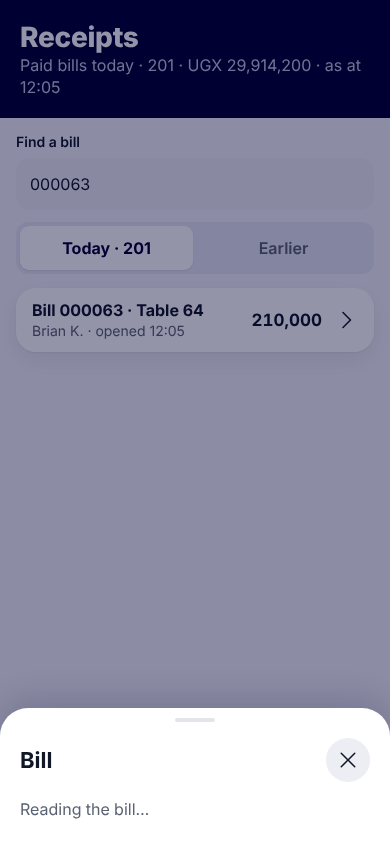 Receipts
Paid bills today · 201 · UGX 29,914,200 · as at
12:05
Find a bill
000063
Today · 201
Earlier
Bill 000063 · Table 64
210,000
Brian K. · opened 12:05
Bill
Reading the bill...